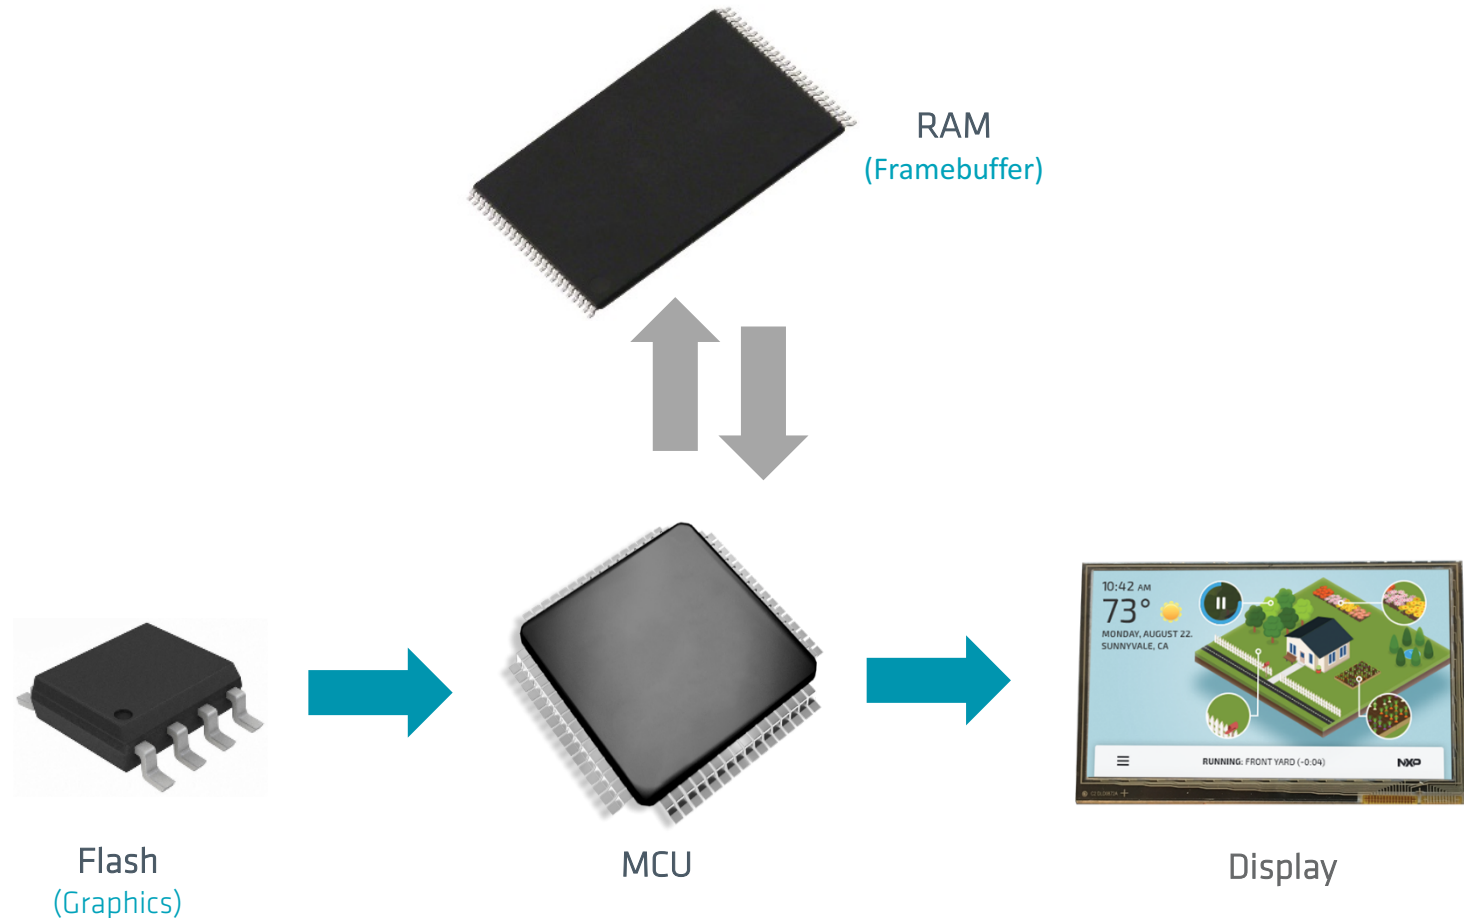 RAM
(Framebuffer)
10:42 AM
73°
MONDAY, AUGUST 22.
SUNNYVALE, CA
RUNNING: FRONT YARD (-0:04)
NXP
Flash
(Graphics)
MCU
Display